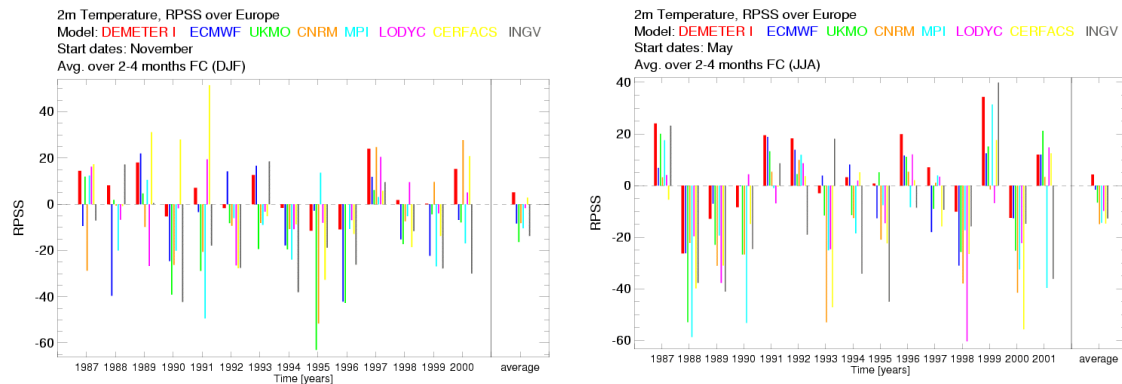 2m Temperature, RPSS over Europe
Model: DEMETER I ECMWF UKMO CNRM MPI LODYC CERFACS INGV
Start dates: November
Avg. over 2-4 months FC (DJF)
40
20
0
-20
-40
-60
RPSS
1987 1988 1989 1990 1991 1992 1993 1994 1995 1996 1997 1998 1999 2000 average
Time [years]
2m Temperature, RPSS over Europe
Model: DEMETER I ECMWF UKMO CNRM MPI LODYC CERFACS INGV
Start dates: May
Avg. over 2-4 months FC (JJA)
40
20
0
-20
-40
-60
RPSS
1987 1988 1989 1990 1991 1992 1993 1994 1995 1996 1997 1998 1999 2000 2001 average
Time [years]